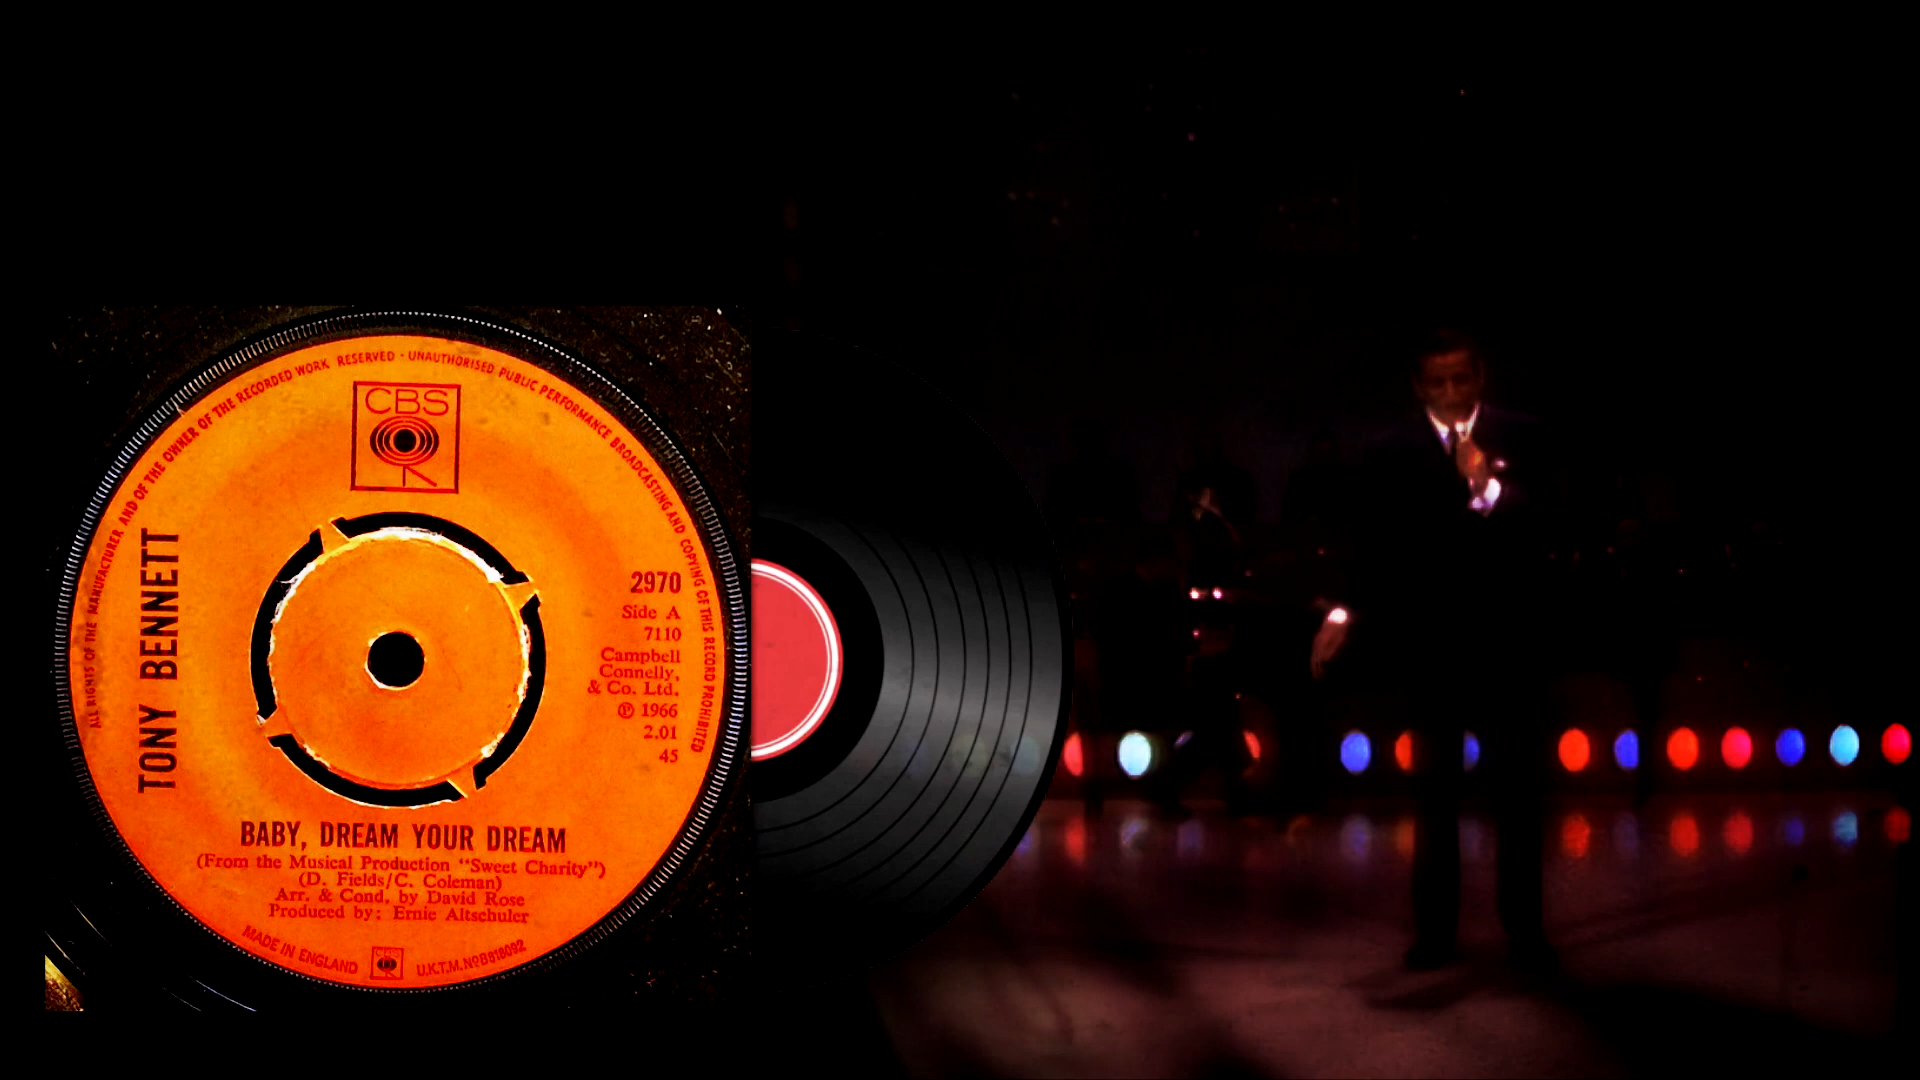 ALL RIGHTS OF THE MANUFACTURER AND OF THE OWNER OF THE RECORDED WORK RESERVED · UNAUTHORISED PUBLIC PERFORMANCE BROADCASTING AND COPYING OF THIS RECORD PROHIBITED
CBS
TONY BENNETT
2970
Side A
7110
Campbell
Connelly,
& Co. Ltd.
℗ 1966
2.01
45
BABY, DREAM YOUR DREAM
(From the Musical Production “Sweet Charity”)
(D. Fields/C. Coleman)
Arr. & Cond. by David Rose
Produced by: Ernie Altschuler
MADE IN ENGLAND
CBS
U.K.T.M. Nº B818092